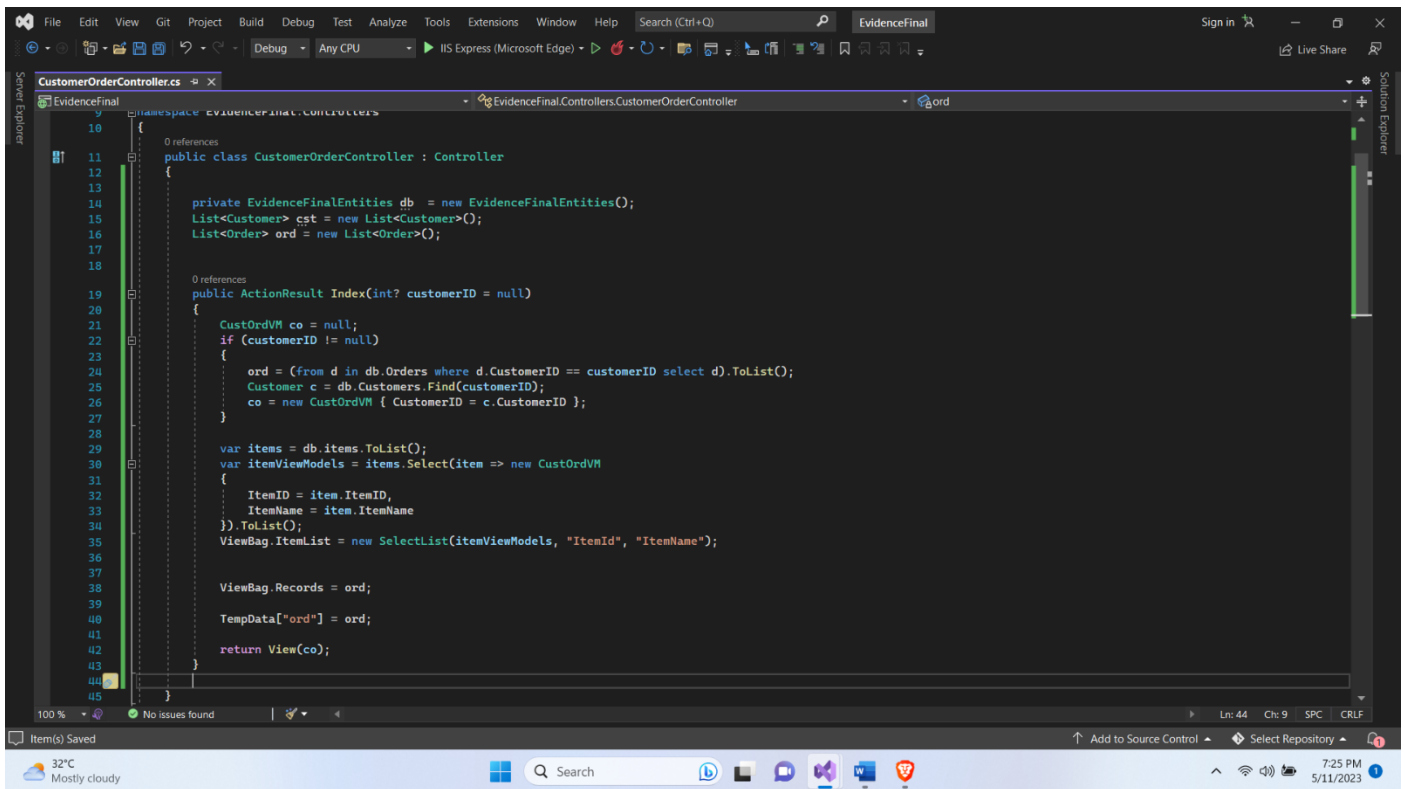 File Edit View Git Project Build Debug Test Analyze Tools Extensions Window Help Search (Ctrl+Q) EvidenceFinal Sign in
Debug Any CPU IIS Express (Microsoft Edge) Live Share
Server Explorer
Solution Explorer
CustomerOrderController.cs
EvidenceFinal EvidenceFinal.Controllers.CustomerOrderController ord
9 namespace EvidenceFinal.Controllers
10 {
0 references
11 public class CustomerOrderController : Controller
12 {
13
14 private EvidenceFinalEntities db = new EvidenceFinalEntities();
15 List<Customer> cst = new List<Customer>();
16 List<Order> ord = new List<Order>();
17
18
0 references
19 public ActionResult Index(int? customerID = null)
20 {
21 CustOrdVM co = null;
22 if (customerID != null)
23 {
24 ord = (from d in db.Orders where d.CustomerID == customerID select d).ToList();
25 Customer c = db.Customers.Find(customerID);
26 co = new CustOrdVM { CustomerID = c.CustomerID };
27 }
28
29 var items = db.items.ToList();
30 var itemViewModels = items.Select(item => new CustOrdVM
31 {
32 ItemID = item.ItemID,
33 ItemName = item.ItemName
34 }).ToList();
35 ViewBag.ItemList = new SelectList(itemViewModels, "ItemId", "ItemName");
36
37
38 ViewBag.Records = ord;
39
40 TempData["ord"] = ord;
41
42 return View(co);
43 }
44
45 }
100 % No issues found Ln: 44 Ch: 9 SPC CRLF
Item(s) Saved Add to Source Control Select Repository 1
32°C
Mostly cloudy
Search
7:25 PM
5/11/2023
1